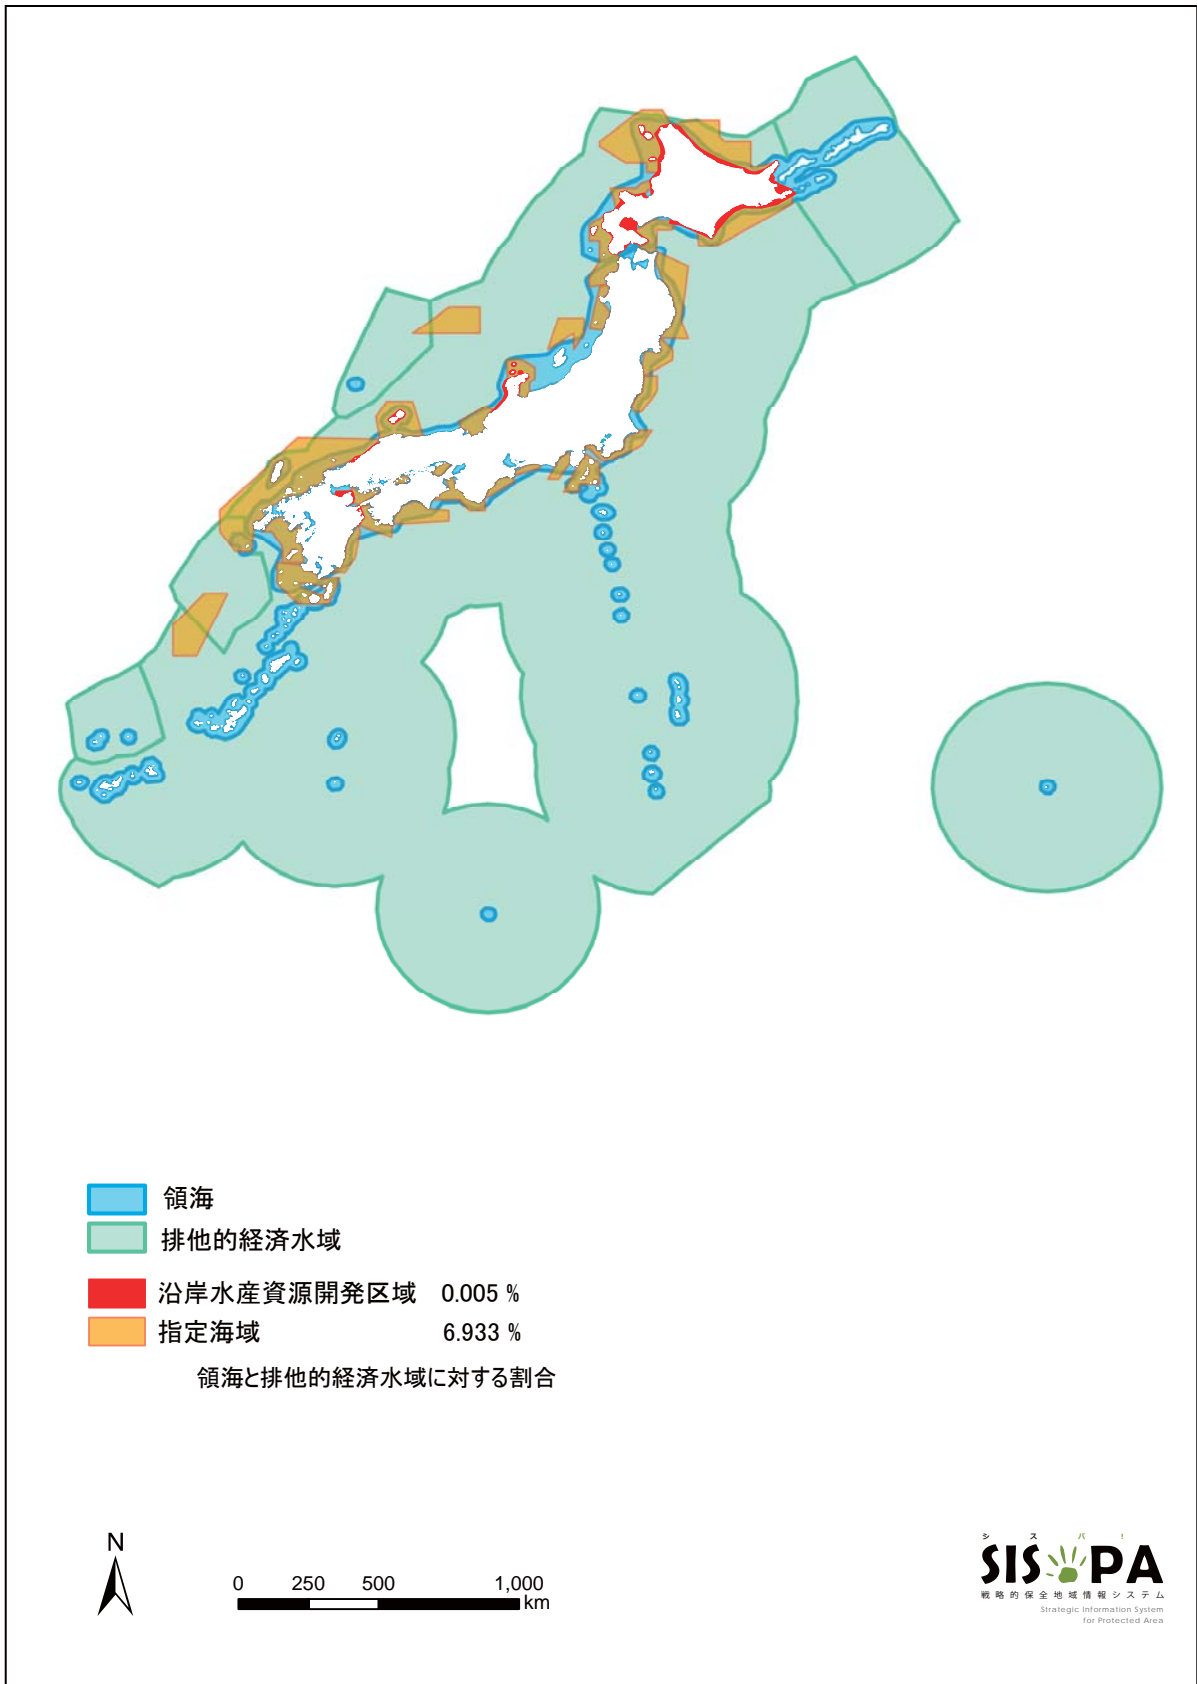 領海
排他的経済水域
沿岸水産資源開発区域 0.005 %
指定海域 6.933 %
領海と排他的経済水域に対する割合
N
0 250 500 1,000
km
シスパ!
SISPA
戦略的保全地域情報システム
Strategic Information System
for Protected Area